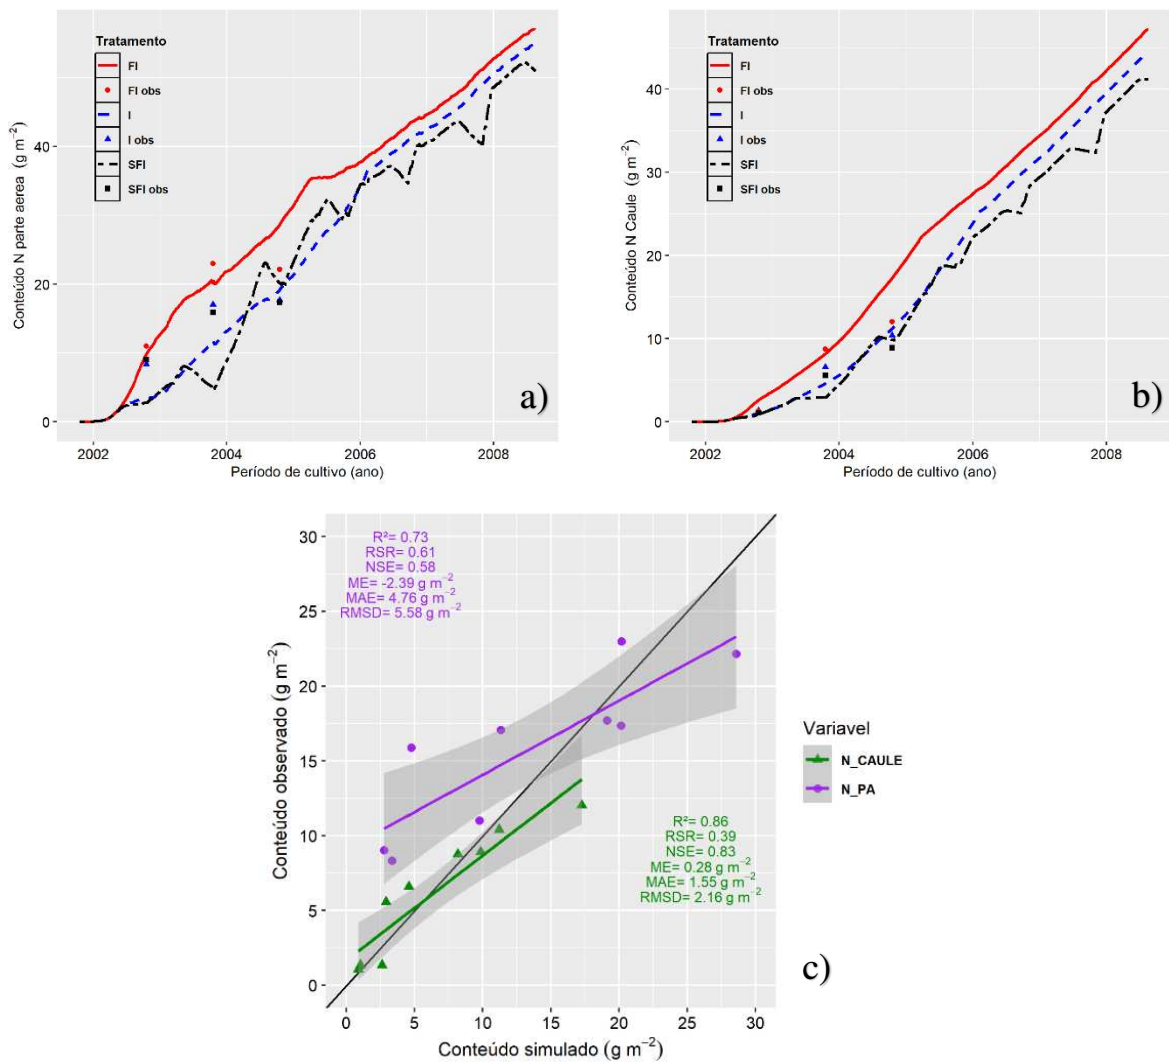 Conteúdo N parte aerea (g m⁻²)
40
20
0
Tratamento
FI
FI obs
I
I obs
SFI
SFI obs
a)
2002
2004
2006
2008
Período de cultivo (ano)
Conteúdo N Caule (g m⁻²)
40
30
20
10
0
Tratamento
FI
FI obs
I
I obs
SFI
SFI obs
b)
2002
2004
2006
2008
Período de cultivo (ano)
Conteúdo observado (g m⁻²)
30
25
20
15
10
5
0
R²= 0.73
RSR= 0.61
NSE= 0.58
ME= -2.39 g m⁻²
MAE= 4.76 g m⁻²
RMSD= 5.58 g m⁻²
R²= 0.86
RSR= 0.39
NSE= 0.83
ME= 0.28 g m⁻²
MAE= 1.55 g m⁻²
RMSD= 2.16 g m⁻²
c)
0
5
10
15
20
25
30
Conteúdo simulado (g m⁻²)
Variavel
N_CAULE
N_PA